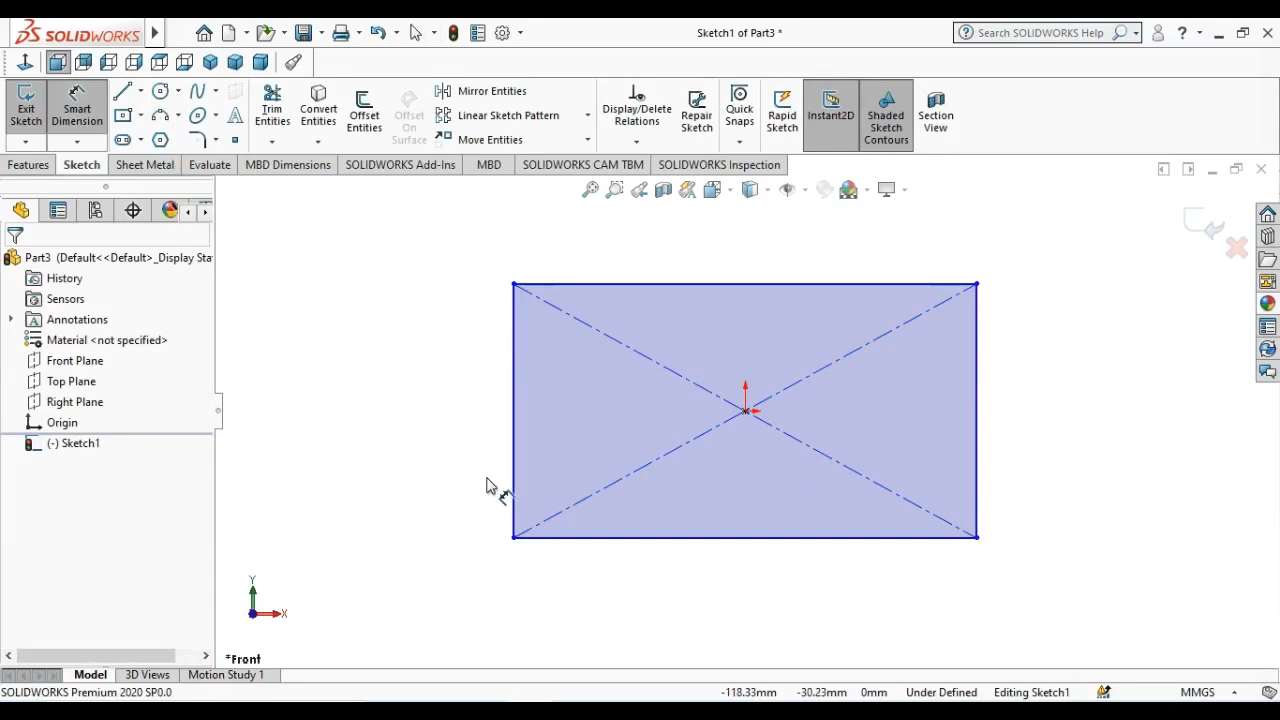 SOLIDWORKS
Sketch1 of Part3 *
Search SOLIDWORKS Help
?
Exit Sketch
Smart Dimension
Trim Entities
Convert Entities
Offset Entities
Offset On Surface
Mirror Entities
Linear Sketch Pattern
Move Entities
Display/Delete Relations
Repair Sketch
Quick Snaps
Rapid Sketch
Instant2D
Shaded Sketch Contours
Section View
Features
Sketch
Sheet Metal
Evaluate
MBD Dimensions
SOLIDWORKS Add-Ins
MBD
SOLIDWORKS CAM TBM
SOLIDWORKS Inspection
Part3 (Default<<Default>_Display Sta
History
Sensors
Annotations
Material <not specified>
Front Plane
Top Plane
Right Plane
Origin
(-) Sketch1
Y
X
*Front
Model
3D Views
Motion Study 1
SOLIDWORKS Premium 2020 SP0.0
-118.33mm
-30.23mm
0mm
Under Defined
Editing Sketch1
MMGS